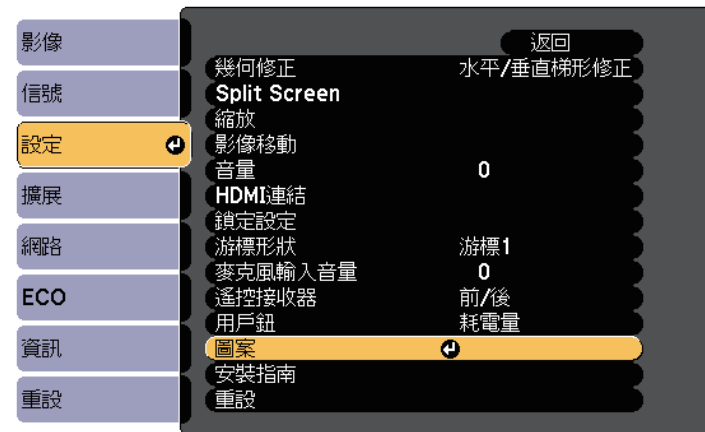 影像
信號
設定
擴展
網路
ECO
資訊
重設
返回
幾何修正 水平/垂直梯形修正
Split Screen
縮放
影像移動
音量 0
HDMI連結
鎖定設定
游標形狀 游標1
麥克風輸入音量 0
遙控接收器 前/後
用戶鈕 耗電量
圖案
安裝指南
重設